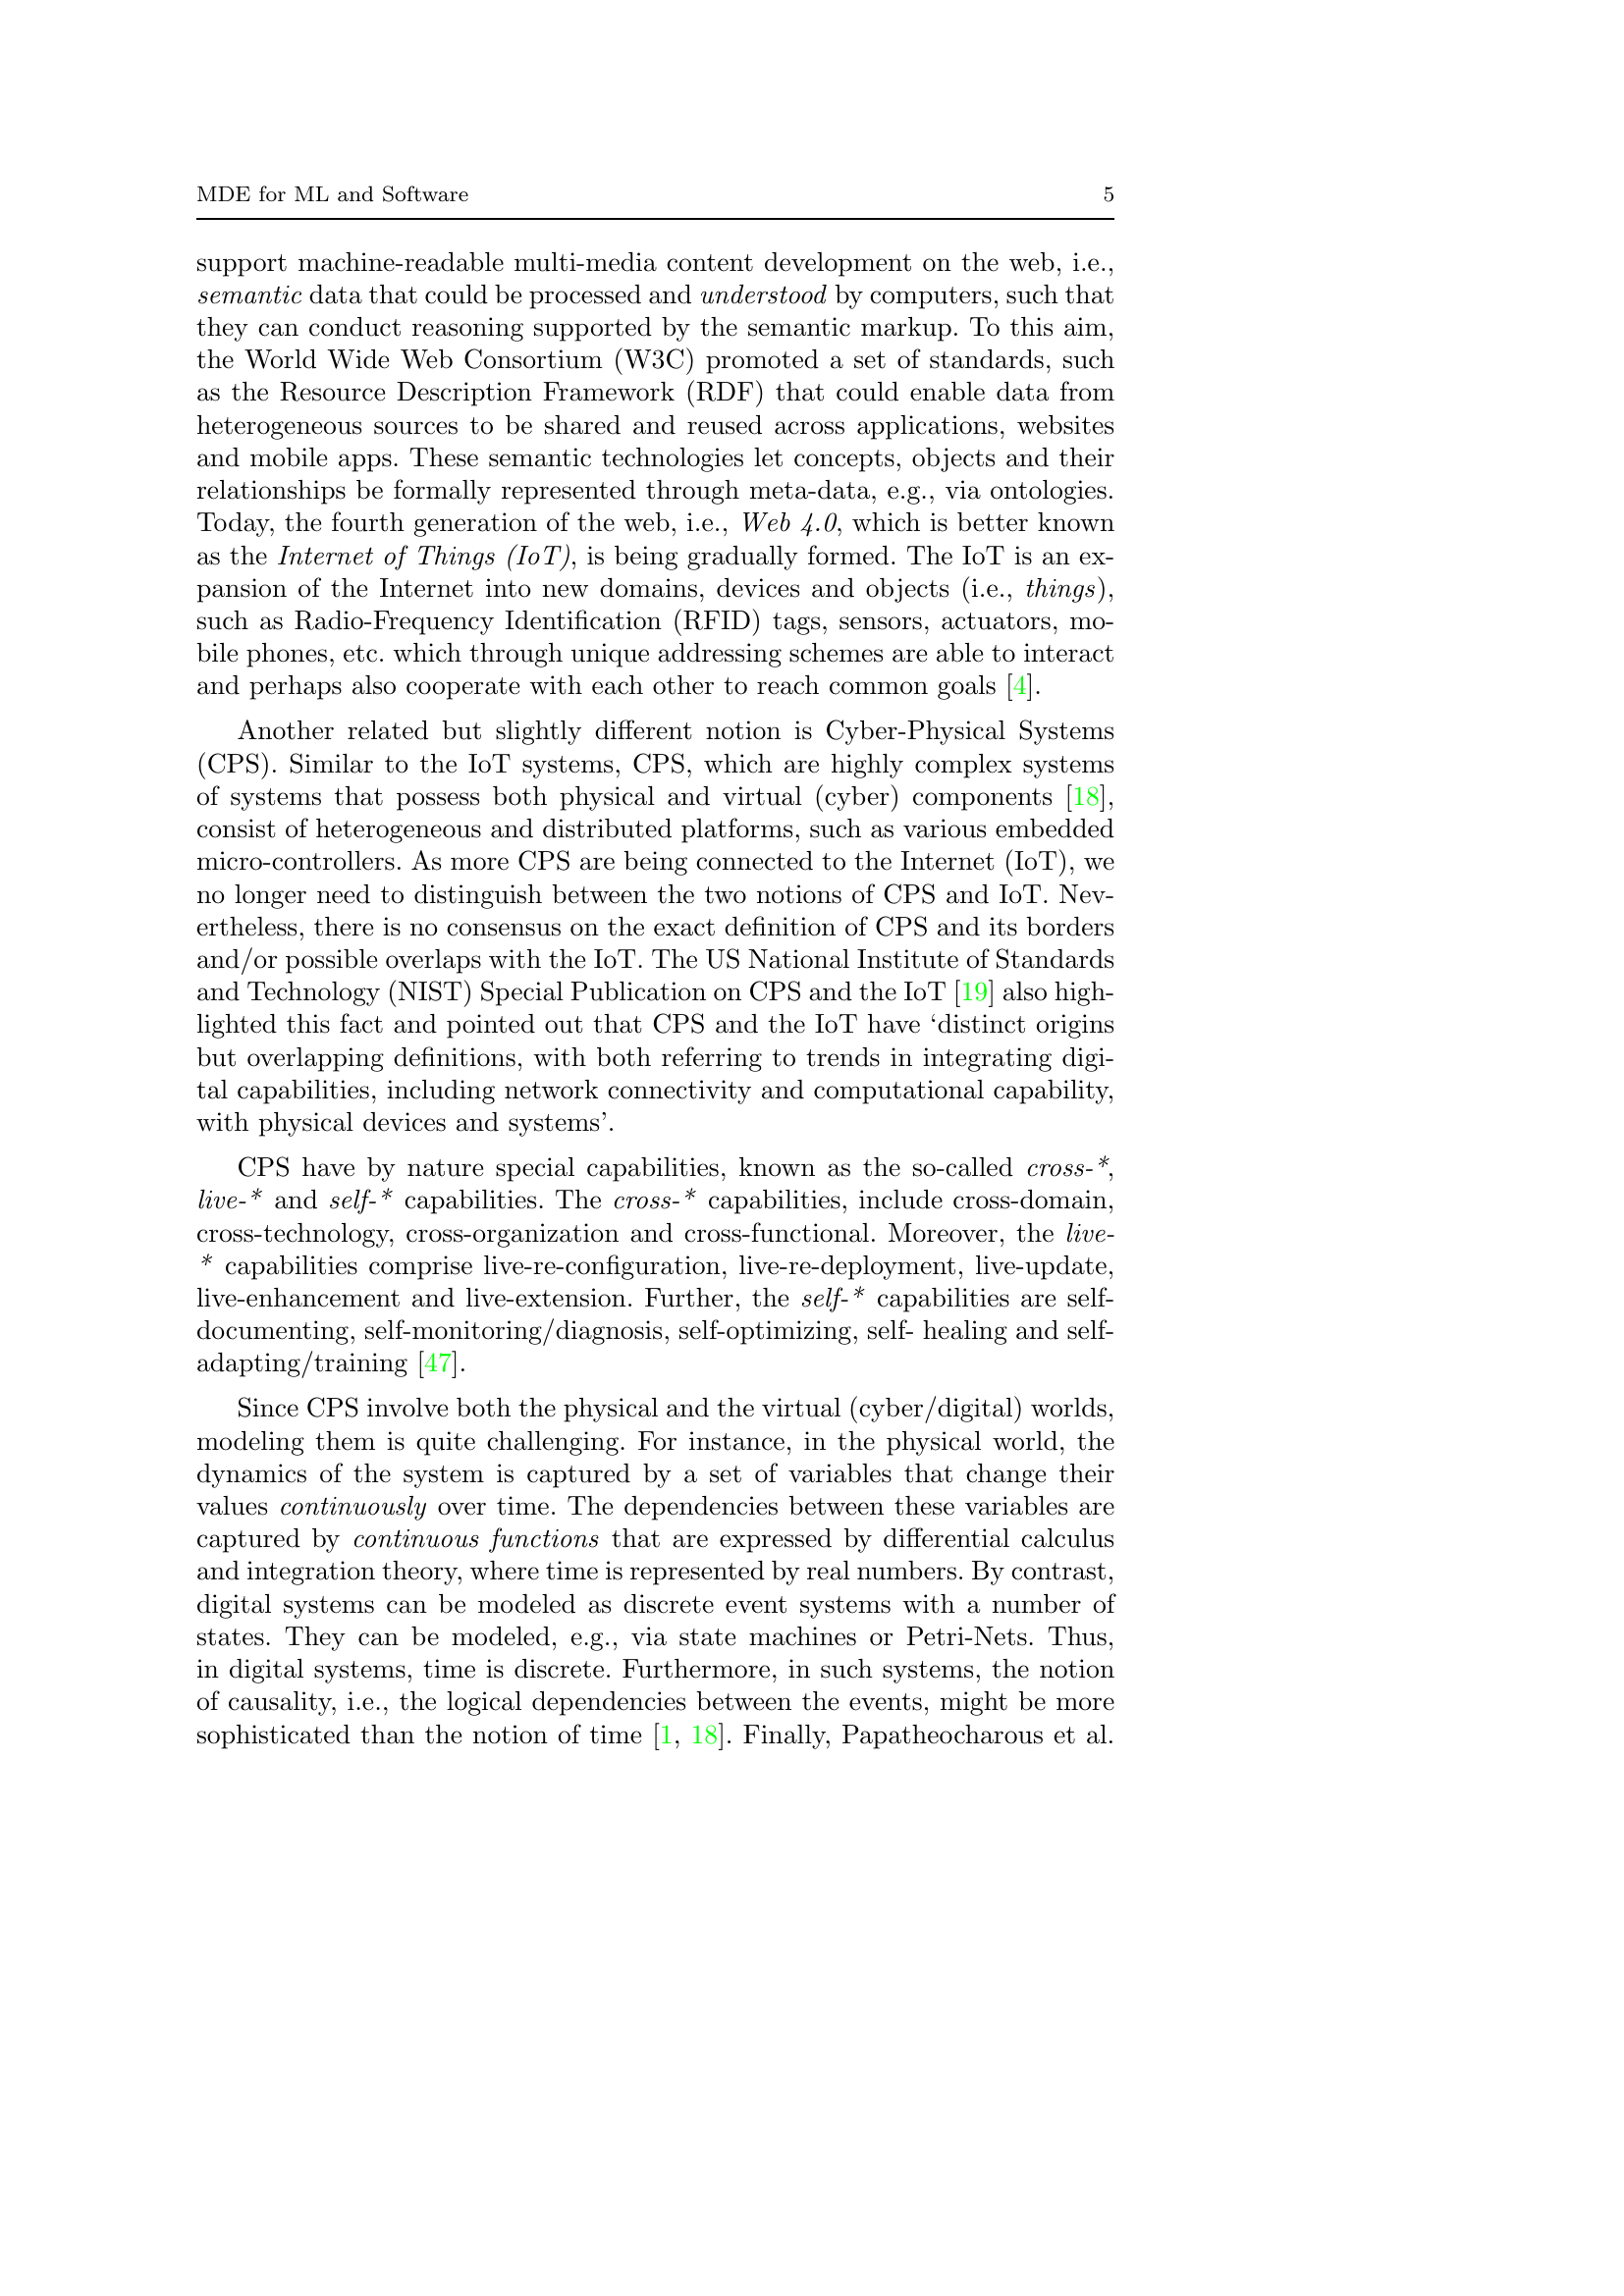 MDE for ML and Software 5
support machine-readable multi-media content development on the web, i.e.,
semantic data that could be processed and understood by computers, such that
they can conduct reasoning supported by the semantic markup. To this aim,
the World Wide Web Consortium (W3C) promoted a set of standards, such
as the Resource Description Framework (RDF) that could enable data from
heterogeneous sources to be shared and reused across applications, websites
and mobile apps. These semantic technologies let concepts, objects and their
relationships be formally represented through meta-data, e.g., via ontologies.
Today, the fourth generation of the web, i.e., Web 4.0, which is better known
as the Internet of Things (IoT), is being gradually formed. The IoT is an ex-
pansion of the Internet into new domains, devices and objects (i.e., things),
such as Radio-Frequency Identification (RFID) tags, sensors, actuators, mo-
bile phones, etc. which through unique addressing schemes are able to interact
and perhaps also cooperate with each other to reach common goals [4].
Another related but slightly different notion is Cyber-Physical Systems
(CPS). Similar to the IoT systems, CPS, which are highly complex systems
of systems that possess both physical and virtual (cyber) components [18],
consist of heterogeneous and distributed platforms, such as various embedded
micro-controllers. As more CPS are being connected to the Internet (IoT), we
no longer need to distinguish between the two notions of CPS and IoT. Nev-
ertheless, there is no consensus on the exact definition of CPS and its borders
and/or possible overlaps with the IoT. The US National Institute of Standards
and Technology (NIST) Special Publication on CPS and the IoT [19] also high-
lighted this fact and pointed out that CPS and the IoT have ‘distinct origins
but overlapping definitions, with both referring to trends in integrating digi-
tal capabilities, including network connectivity and computational capability,
with physical devices and systems’.
CPS have by nature special capabilities, known as the so-called cross-*,
live-* and self-* capabilities. The cross-* capabilities, include cross-domain,
cross-technology, cross-organization and cross-functional. Moreover, the live-
* capabilities comprise live-re-configuration, live-re-deployment, live-update,
live-enhancement and live-extension. Further, the self-* capabilities are self-
documenting, self-monitoring/diagnosis, self-optimizing, self- healing and self-
adapting/training [47].
Since CPS involve both the physical and the virtual (cyber/digital) worlds,
modeling them is quite challenging. For instance, in the physical world, the
dynamics of the system is captured by a set of variables that change their
values continuously over time. The dependencies between these variables are
captured by continuous functions that are expressed by differential calculus
and integration theory, where time is represented by real numbers. By contrast,
digital systems can be modeled as discrete event systems with a number of
states. They can be modeled, e.g., via state machines or Petri-Nets. Thus,
in digital systems, time is discrete. Furthermore, in such systems, the notion
of causality, i.e., the logical dependencies between the events, might be more
sophisticated than the notion of time [1, 18]. Finally, Papatheocharous et al.